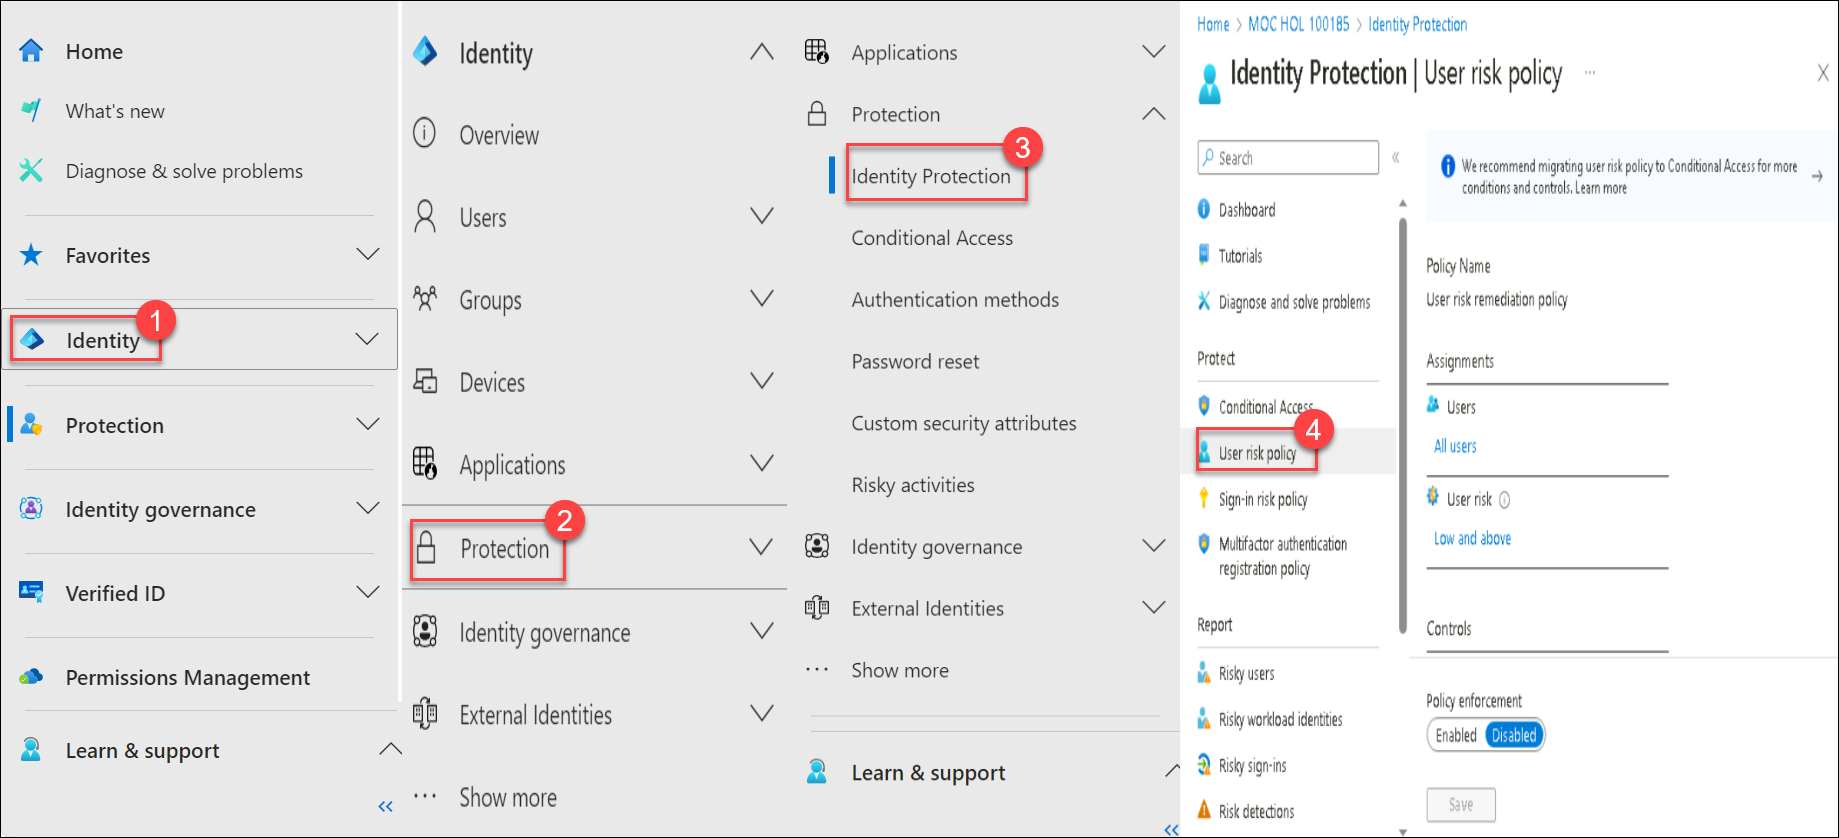 Home
What's new
Diagnose & solve problems
Favorites
Identity
1
Protection
Identity governance
Verified ID
Permissions Management
Learn & support
Identity
Overview
Users
Groups
Devices
Applications
Protection
2
Identity governance
External Identities
Show more
Applications
Protection
Identity Protection
3
Conditional Access
Authentication methods
Password reset
Custom security attributes
Risky activities
Identity governance
External Identities
Show more
Learn & support
Home > MOC HOL 100185 > Identity Protection
Identity Protection | User risk policy ...
Search
Dashboard
Tutorials
Diagnose and solve problems
Protect
Conditional Access
User risk policy
4
Sign-in risk policy
Multifactor authentication
registration policy
Report
Risky users
Risky workload identities
Risky sign-ins
Risk detections
We recommend migrating user risk policy to Conditional Access for more
conditions and controls. Learn more
Policy Name
User risk remediation policy
Assignments
Users
All users
User risk
Low and above
Controls
Policy enforcement
Enabled Disabled
Save